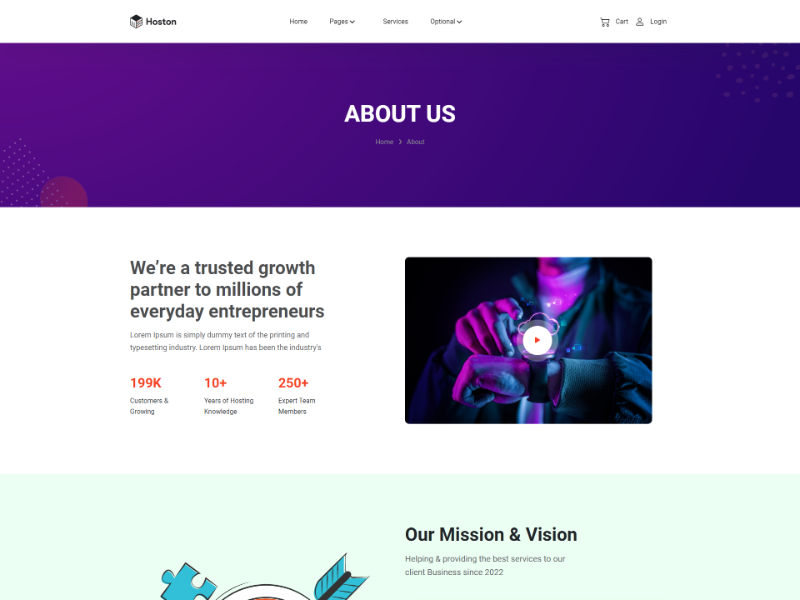 Hoston
Home
Pages
Services
Optional
Cart
Login
ABOUT US
Home
About
We're a trusted growth
partner to millions of
everyday entrepreneurs
Lorem Ipsum is simply dummy text of the printing and
typesetting industry. Lorem Ipsum has been the industry's
199K
10+
250+
Customers &
Growing
Years of Hosting
Knowledge
Expert Team
Members
Our Mission & Vision
Helping & providing the best services to our
client Business since 2022